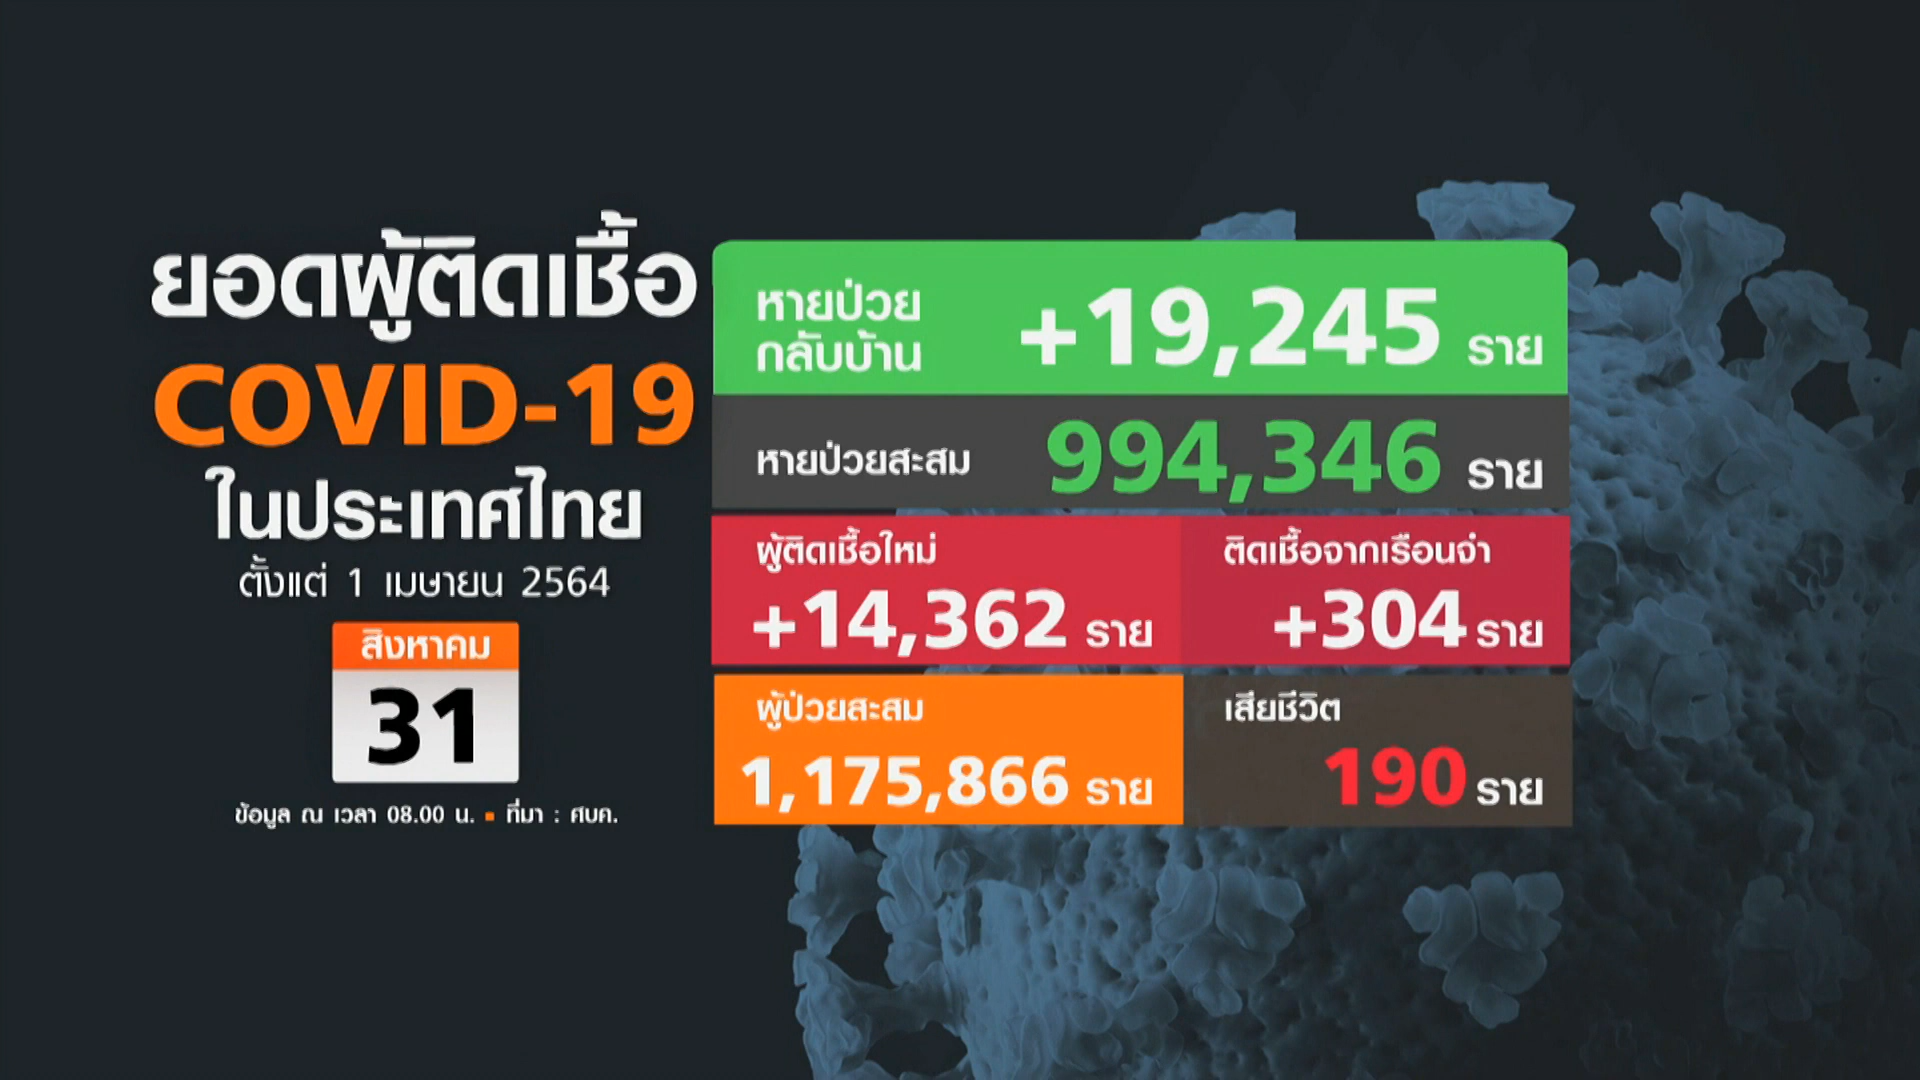 ยอดผู้ติดเชื้อ
COVID-19
ในประเทศไทย
ตั้งแต่ 1 เมษายน 2564
สิงหาคม
31
ข้อมูล ณ เวลา 08.00 น. ▪ ที่มา : ศบค.
หายป่วย
กลับบ้าน
+19,245 ราย
หายป่วยสะสม 994,346 ราย
ผู้ติดเชื้อใหม่
+14,362 ราย
ติดเชื้อจากเรือนจำ
+304 ราย
ผู้ป่วยสะสม
1,175,866 ราย
เสียชีวิต
190 ราย